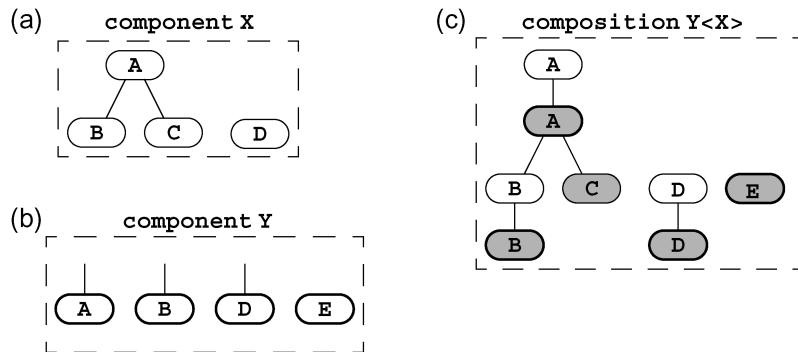 (a) component X
A
B C D
(b) component Y
A B D E
(c) composition Y<X>
A
A
B C D E
B D